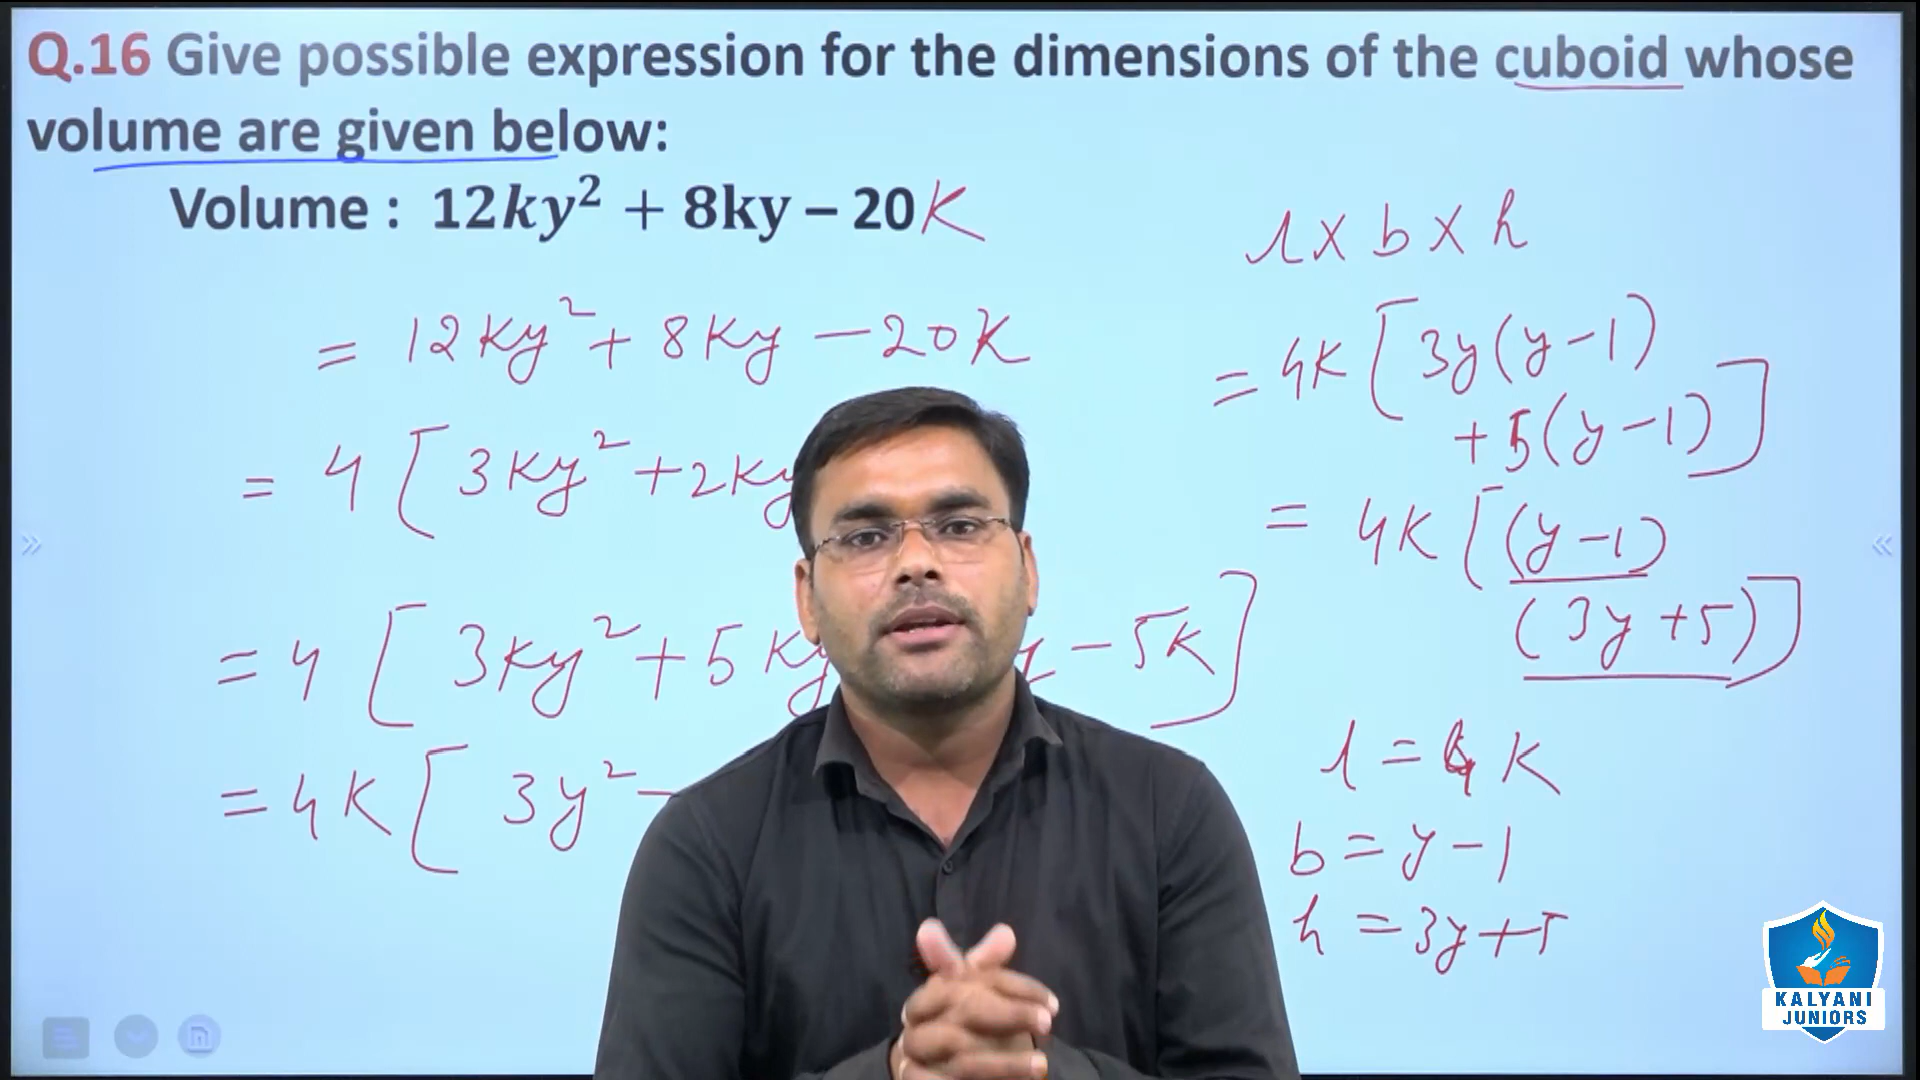 Q.16 Give possible expression for the dimensions of the cuboid whose
volume are given below:
Volume : 12ky² + 8ky – 20K
= 12Ky² + 8Ky – 20K
= 4 [ 3Ky² + 2Ky
= 4 [ 3Ky² + 5Ky y – 5K ]
= 4K [ 3y² –
l × b × h
= 4K [ 3y(y–1)
+ 5(y–1) ]
= 4K [ (y–1)
(3y+5) ]
l = 4K
b = y – 1
h = 3y+5
KALYANI
JUNIORS